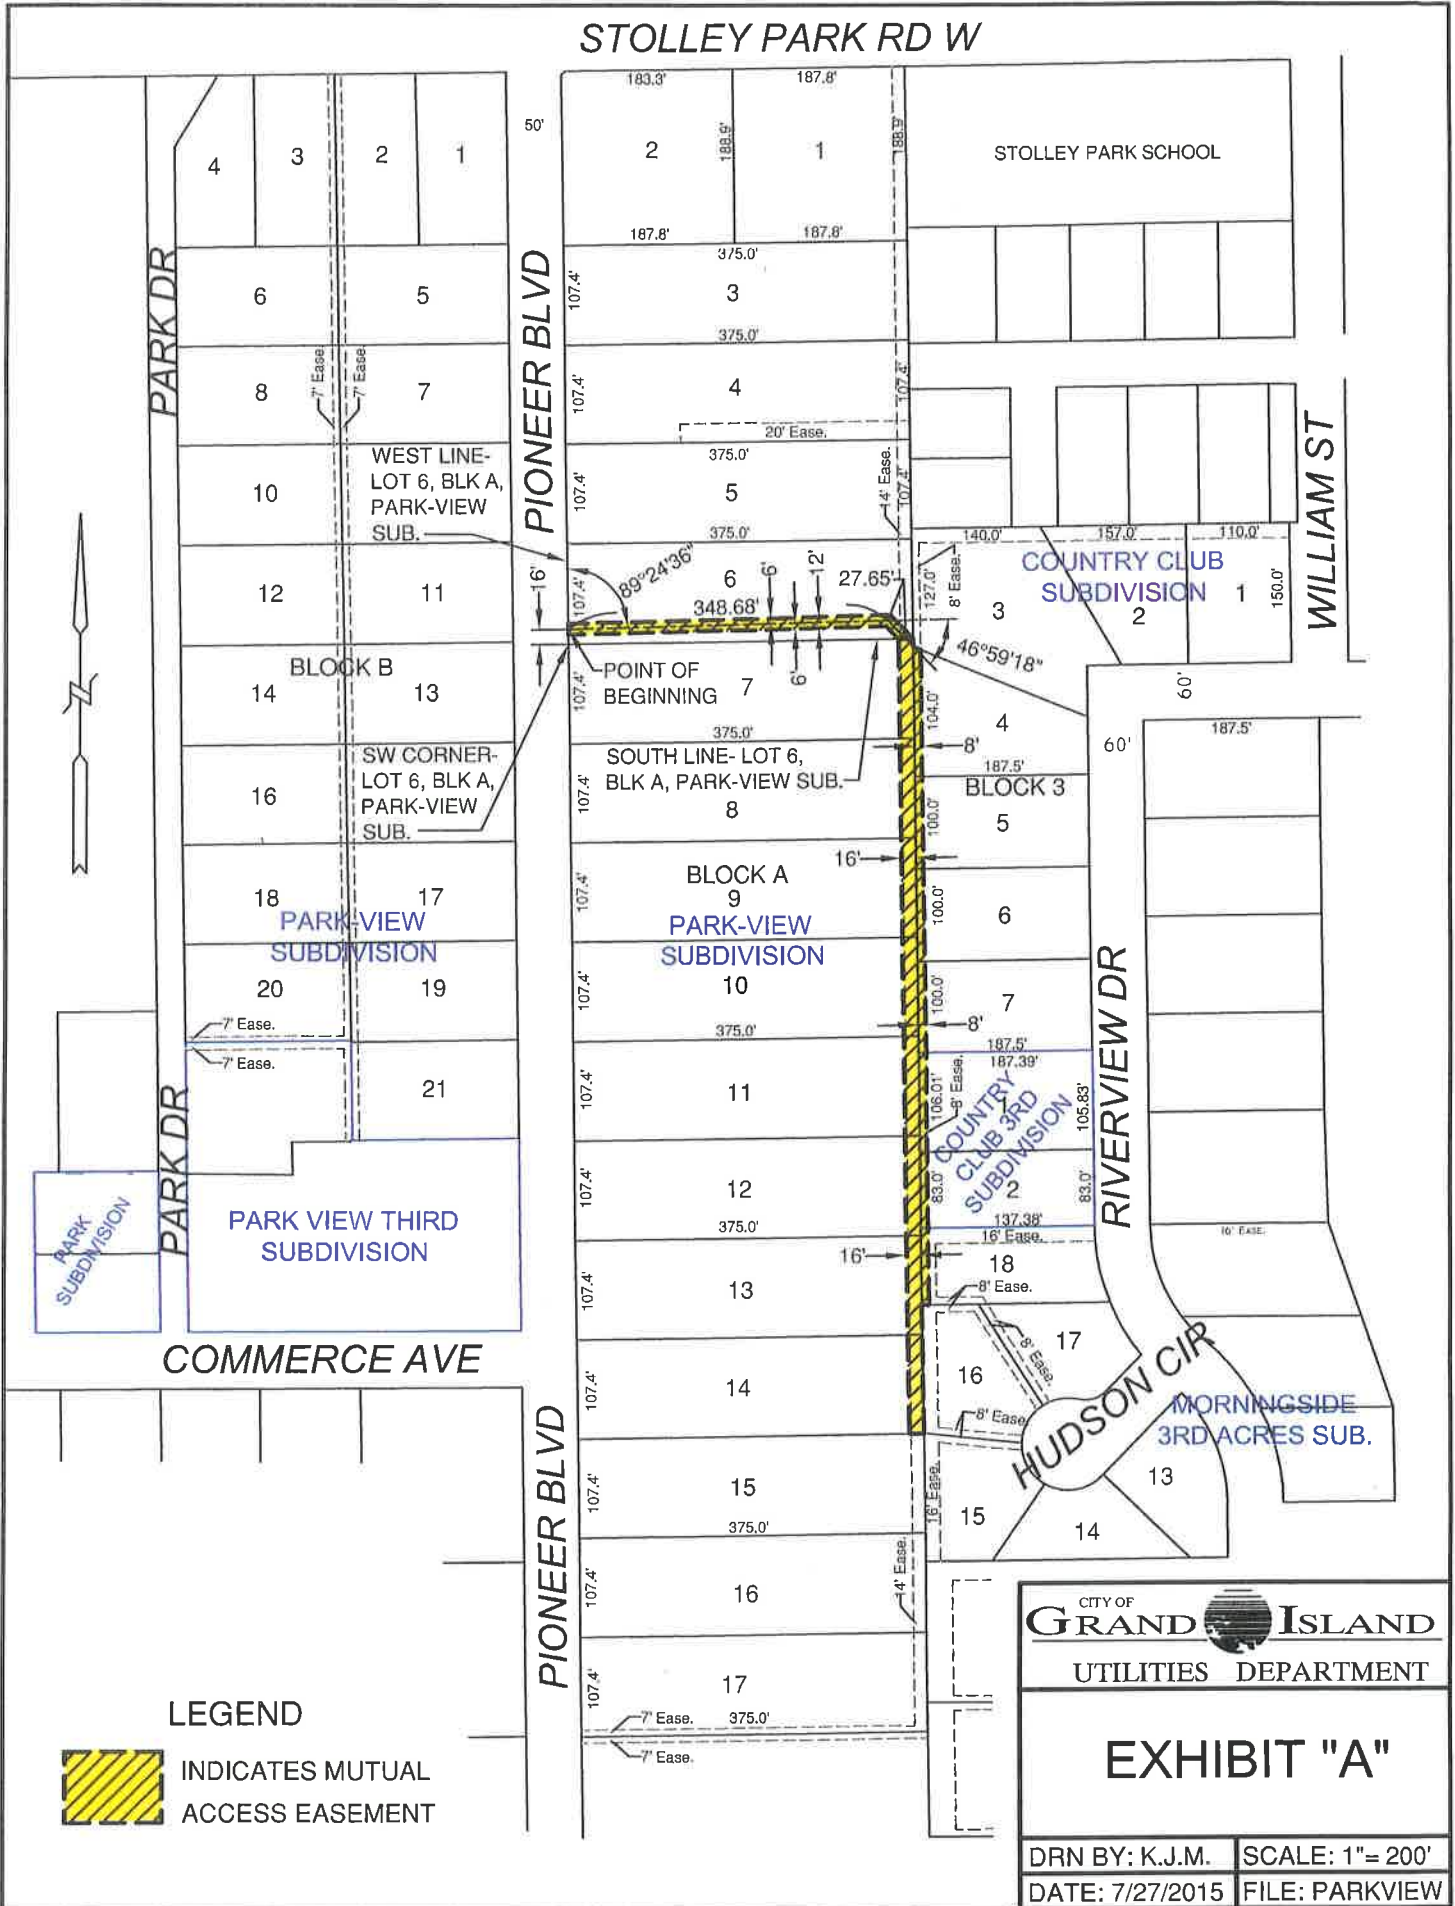 STOLLEY PARK RD W
183.3'
187.8'
50'
4
3
2
1
2
188.9'
1
188.9'
STOLLEY PARK SCHOOL
187.8'
187.8'
375.0'
PARK DR
6
5
PIONEER BLVD
107.4'
3
375.0'
8
7' Ease.
7' Ease.
7
107.4'
4
107.4'
20' Ease.
WEST LINE-
LOT 6, BLK A,
PARK-VIEW
SUB.
10
375.0'
107.4'
5
14' Ease.
107.4'
375.0'
WILLIAM ST
140.0'
157.0'
110.0'
COUNTRY CLUB
SUBDIVISION
12
11
16'
107.4'
89°24'36"
6
6'
12'
27.65'
348.68'
127.0'
8' Ease.
3
2
1
150.0'
46°59'18"
BLOCK B
14
13
107.4'
POINT OF
BEGINNING
7
6'
104.0'
4
60'
60'
187.5'
375.0'
SW CORNER-
LOT 6, BLK A,
PARK-VIEW
SUB.
SOUTH LINE- LOT 6,
BLK A, PARK-VIEW SUB.
8'
187.5'
BLOCK 3
16
107.4'
8
100.0'
5
16'
BLOCK A
18
17
107.4'
9
100.0'
6
PARK-VIEW
SUBDIVISION
PARK-VIEW
SUBDIVISION
20
19
107.4'
10
100.0'
7
RIVERVIEW DR
7' Ease.
7' Ease.
375.0'
8'
187.5'
187.39'
21
107.4'
11
106.01'
8' Ease.
1
105.83'
COUNTRY
CLUB 3RD
SUBDIVISION
PARK DR
107.4'
12
83.0'
2
83.0'
PARK
SUBDIVISION
PARK VIEW THIRD
SUBDIVISION
375.0'
137.38'
16' Ease.
16' EASE.
16'
18
107.4'
13
8' Ease.
COMMERCE AVE
17
16
8' Ease.
107.4'
14
8' Ease.
HUDSON CIR
MORNINGSIDE
3RD ACRES SUB.
PIONEER BLVD
107.4'
15
16' Ease.
13
15
14
375.0'
107.4'
16
14' Ease.
107.4'
17
7' Ease.
375.0'
7' Ease.
LEGEND
INDICATES MUTUAL
ACCESS EASEMENT
CITY OF
GRAND ISLAND
UTILITIES DEPARTMENT
EXHIBIT "A"
DRN BY: K.J.M.
SCALE: 1"= 200'
DATE: 7/27/2015
FILE: PARKVIEW